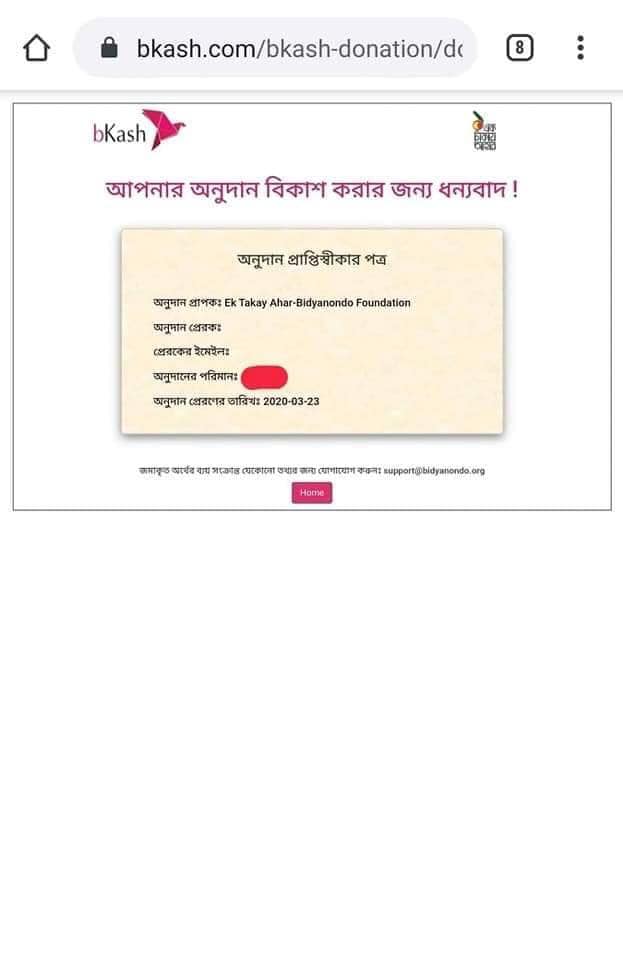 bkash.com/bkash-donation/do
8
bKash
এক
টাকায়
আহার
আপনার অনুদান বিকাশ করার জন্য ধন্যবাদ !
অনুদান প্রাপ্তিস্বীকার পত্র
অনুদান প্রাপকঃ Ek Takay Ahar-Bidyanondo Foundation
অনুদান প্রেরকঃ
প্রেরকের ইমেইলঃ
অনুদানের পরিমানঃ
অনুদান প্রেরণের তারিখঃ 2020-03-23
জমাকৃত অর্থের ব্যয় সংক্রান্ত যেকোনো তথ্যর জন্য যোগাযোগ করুনঃ support@bidyanondo.org
Home